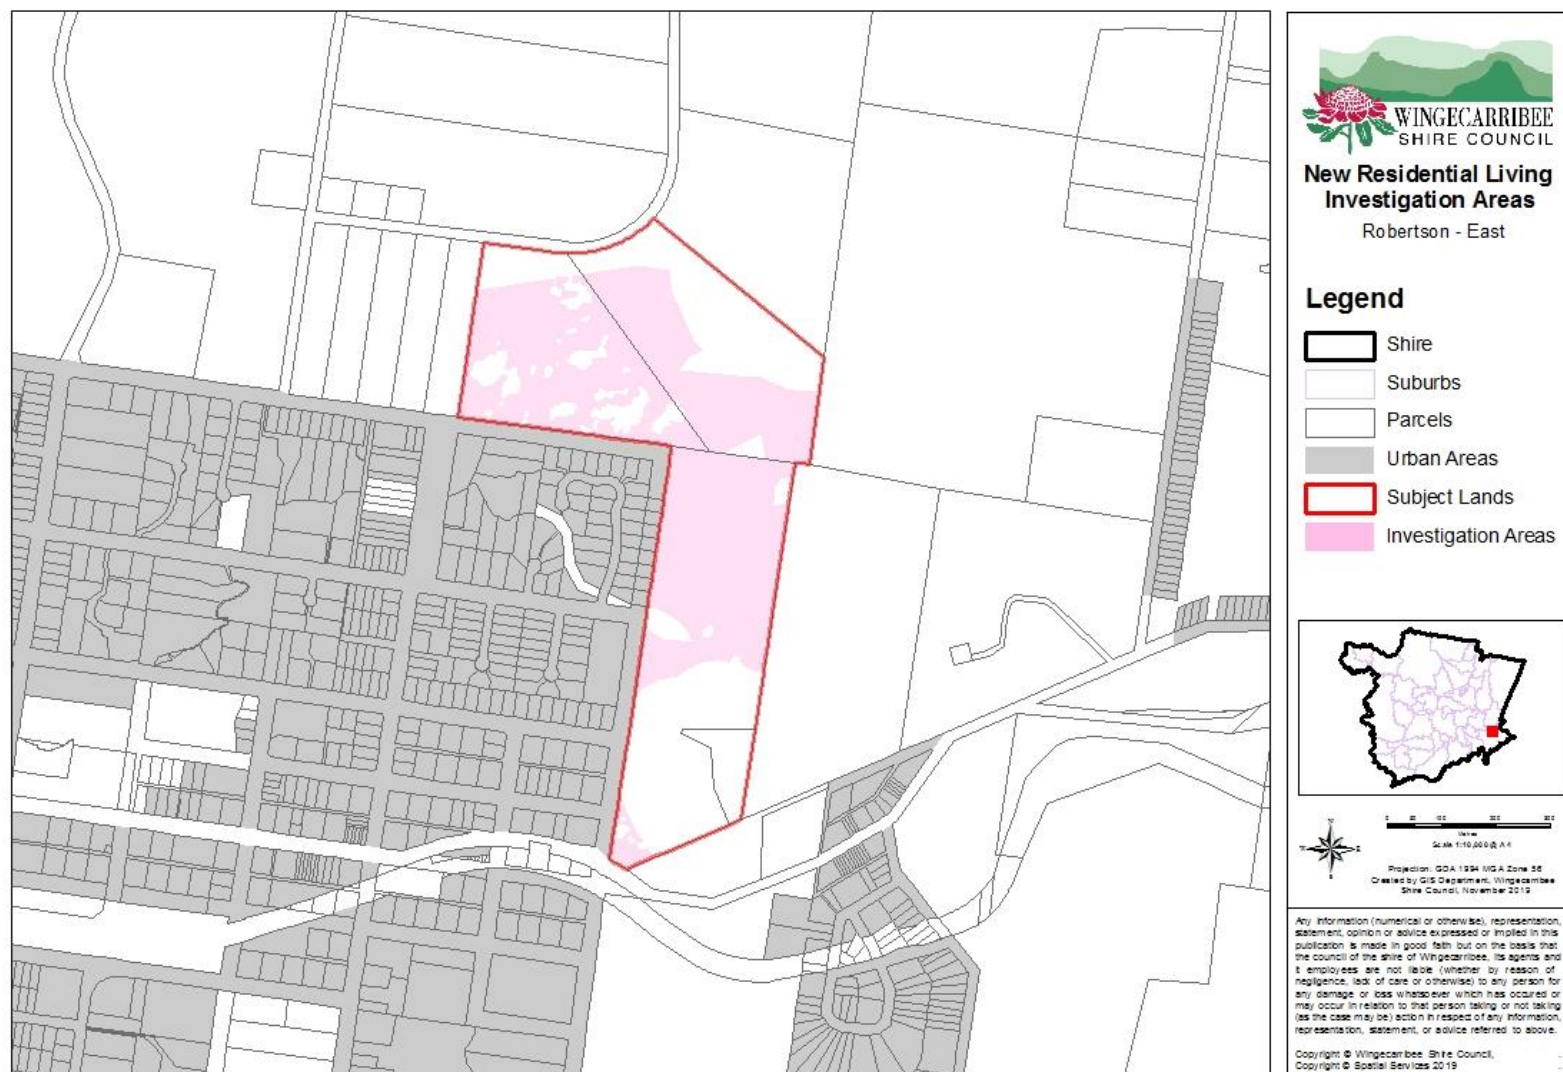 WINGECARRIBEE
SHIRE COUNCIL
New Residential Living
Investigation Areas
Robertson - East
Legend
Shire
Suburbs
Parcels
Urban Areas
Subject Lands
Investigation Areas
Scale 1:10,000 @ A4
Projection: GDA 1994 MGA Zone 56
Created by GIS Department, Wingecarribee
Shire Council, November 2019
Any information (numerical or otherwise), representation,
statement, opinion or advice expressed or implied in this
publication is made in good faith but on the basis that
the council of the shire of Wingecarribee, its agents and
it employees are not liable (whether by reason of
negligence, lack of care or otherwise) to any person for
any damage or loss whatsoever which has occured or
may occur in relation to that person taking or not taking
(as the case may be) action in respect of any information,
representation, statement, or advice referred to above.
Copyright © Wingecarribee Shire Council,
Copyright © Spatial Services 2019